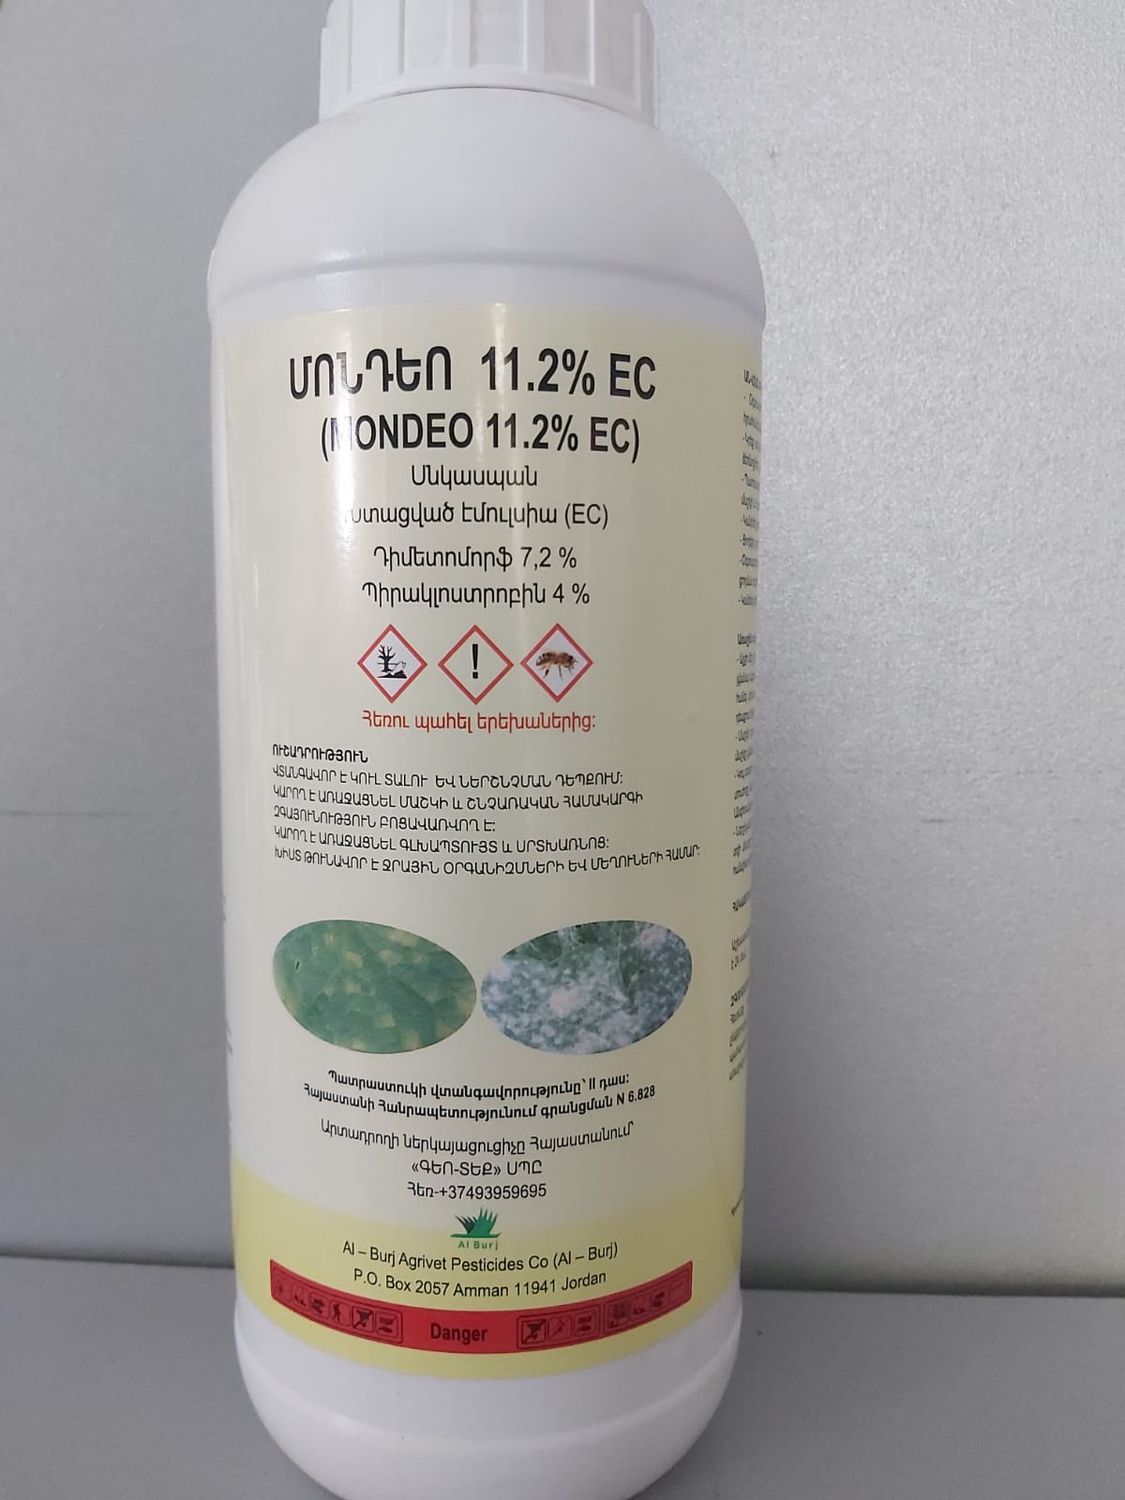 ՄՈՆԴԵՈ 11.2% EC
(MONDEO 11.2% EC)
Սնկասպան
Խտացված էմուլսիա (EC)
Դիմետոմորֆ 7,2 %
Պիրակլոստրոբին 4 %
Հեռու պահել երեխաներից:
ՈՒՇԱԴՐՈՒԹՅՈՒՆ
ՎՏԱՆԳԱՎՈՐ Է ԿՈՒԼ ՏԱԼՈՒ ԵՎ ՆԵՐՇՆՉՄԱՆ ԴԵՊՔՈՒՄ:
ԿԱՐՈՂ Է ԱՌԱՋԱՑՆԵԼ ՄԱՇԿԻ և ՇՆՉԱՌԱԿԱՆ ՀԱՄԱԿԱՐԳԻ
ԶԳԱՅՈՒՆՈՒԹՅՈՒՆ ԲՈՑԱՎԱՌՎՈՂ Է:
ԿԱՐՈՂ Է ԱՌԱՋԱՑՆԵԼ ԳԼԽԱՊՏՈՒՅՏ և ՍՐՏԽԱՌՆՈՑ:
ԽԻՍՏ ԹՈՒՆԱՎՈՐ Է ՋՐԱՅԻՆ ՕՐԳԱՆԻԶՄՆԵՐԻ ԵՎ ՄԵՂՈՒՆԵՐԻ ՀԱՄԱՐ:
Պատրաստուկի վտանգավորությունը՝ II դաս:
Հայաստանի Հանրապետությունում գրանցման N 6.828
Արտադրողի ներկայացուցիչը Հայաստանում
«ԳԵՈ-ՏԵՔ» ՍՊԸ
Հեռ-+37493959695
Al Burj
Al – Burj Agrivet Pesticides Co (Al – Burj)
P.O. Box 2057 Amman 11941 Jordan
Danger